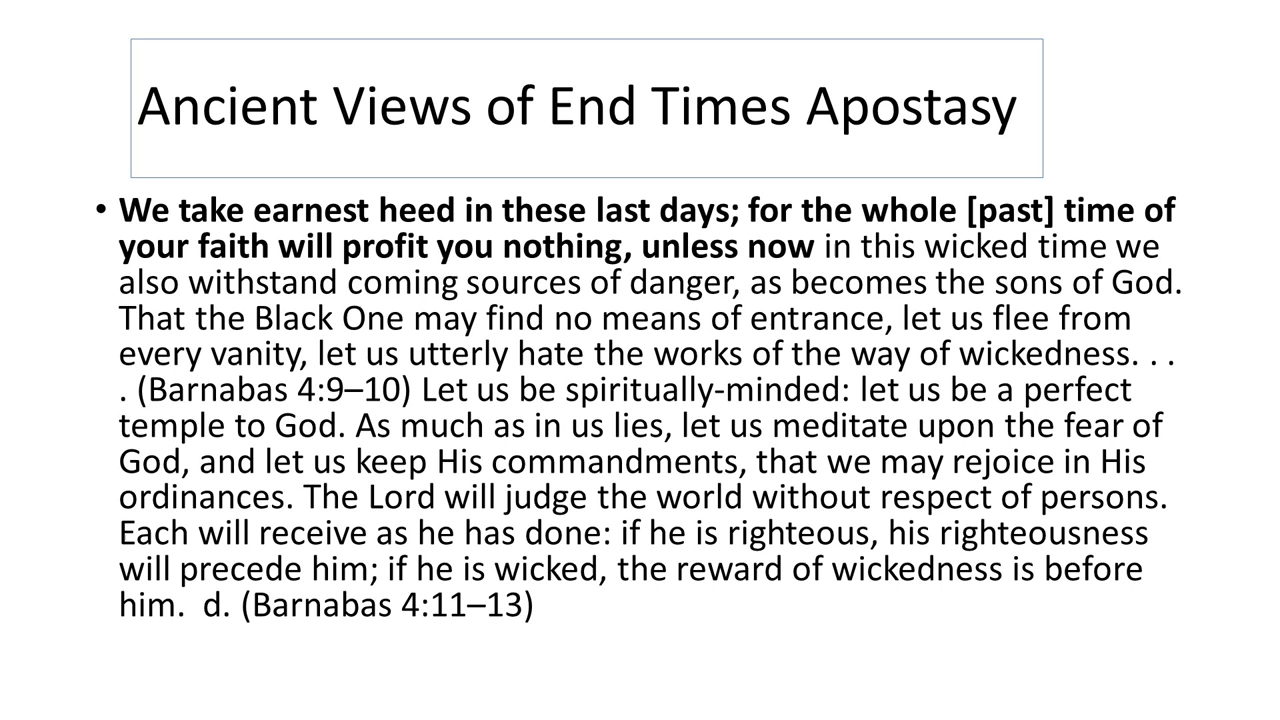 Ancient Views of End Times Apostasy
• We take earnest heed in these last days; for the whole [past] time of
your faith will profit you nothing, unless now in this wicked time we
also withstand coming sources of danger, as becomes the sons of God.
That the Black One may find no means of entrance, let us flee from
every vanity, let us utterly hate the works of the way of wickedness. . .
. (Barnabas 4:9–10) Let us be spiritually-minded: let us be a perfect
temple to God. As much as in us lies, let us meditate upon the fear of
God, and let us keep His commandments, that we may rejoice in His
ordinances. The Lord will judge the world without respect of persons.
Each will receive as he has done: if he is righteous, his righteousness
will precede him; if he is wicked, the reward of wickedness is before
him.  d. (Barnabas 4:11–13)